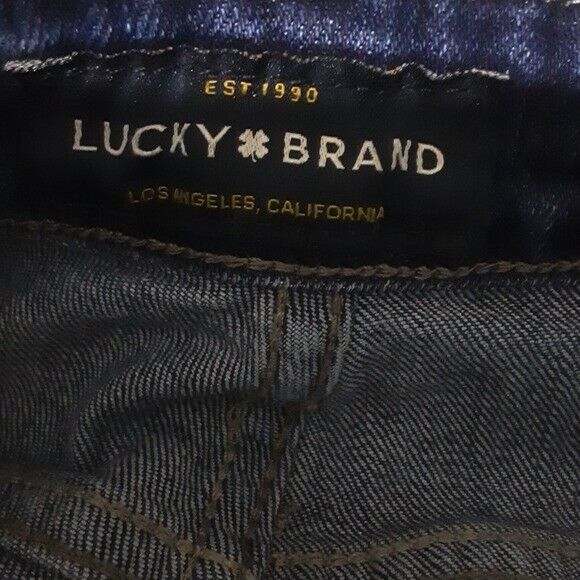 EST. 1990
LUCKY BRAND
LOS ANGELES, CALIFORNIA